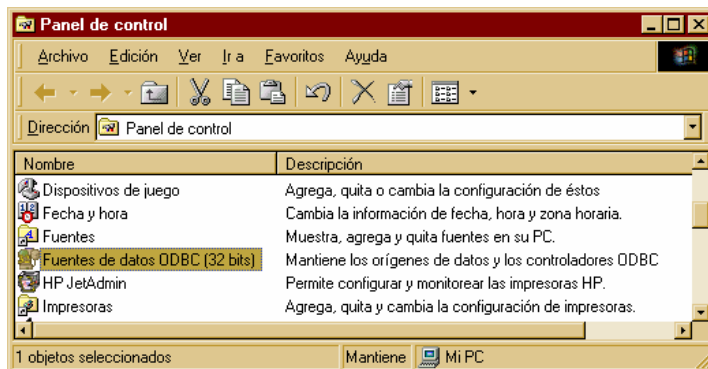 Panel de control
Archivo Edición Ver Ir a Favoritos Ayuda
Dirección Panel de control
Nombre Descripción
Dispositivos de juego Agrega, quita o cambia la configuración de éstos
Fecha y hora Cambia la información de fecha, hora y zona horaria.
Fuentes Muestra, agrega y quita fuentes en su PC.
Fuentes de datos ODBC (32 bits) Mantiene los orígenes de datos y los controladores ODBC
HP JetAdmin Permite configurar y monitorear las impresoras HP.
Impresoras Agrega, quita y cambia la configuración de impresoras.
1 objetos seleccionados Mantiene Mi PC